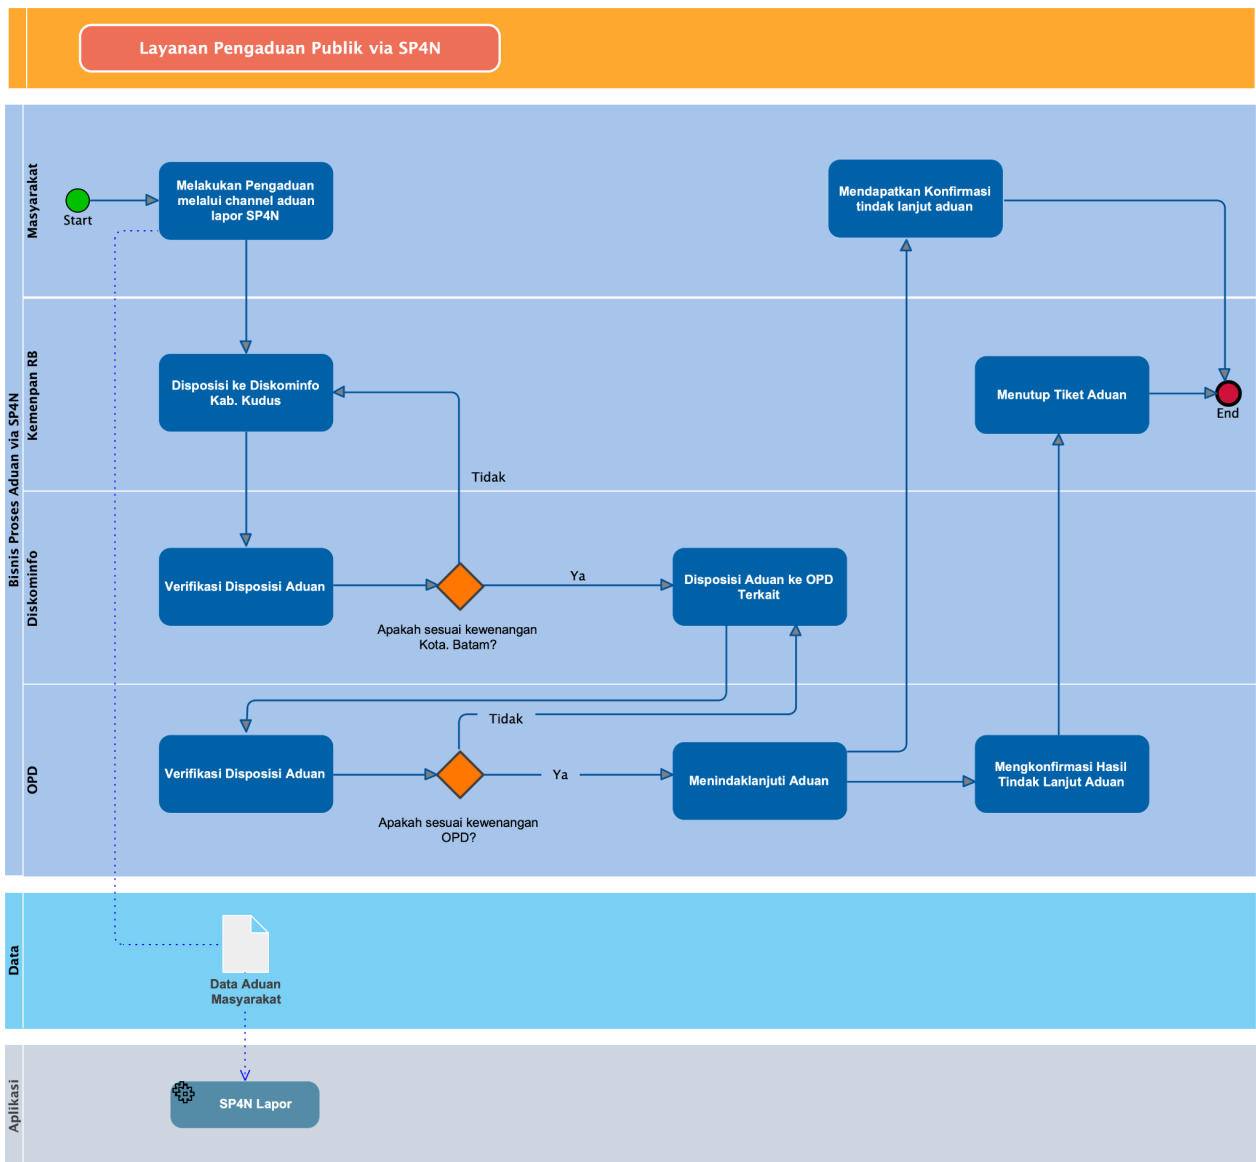 Layanan Pengaduan Publik via SP4N
Bisnis Proses Aduan via SP4N
Masyarakat
Start
Melakukan Pengaduan
melalui channel aduan
lapor SP4N
Mendapatkan Konfirmasi
tindak lanjut aduan
Kemenpan RB
Disposisi ke Diskominfo
Kab. Kudus
Menutup Tiket Aduan
End
Tidak
Diskominfo
Verifikasi Disposisi Aduan
Ya
Disposisi Aduan ke OPD
Terkait
Apakah sesuai kewenangan
Kota. Batam?
OPD
Tidak
Verifikasi Disposisi Aduan
Ya
Menindaklanjuti Aduan
Mengkonfirmasi Hasil
Tindak Lanjut Aduan
Apakah sesuai kewenangan
OPD?
Data
Data Aduan
Masyarakat
Aplikasi
SP4N Lapor